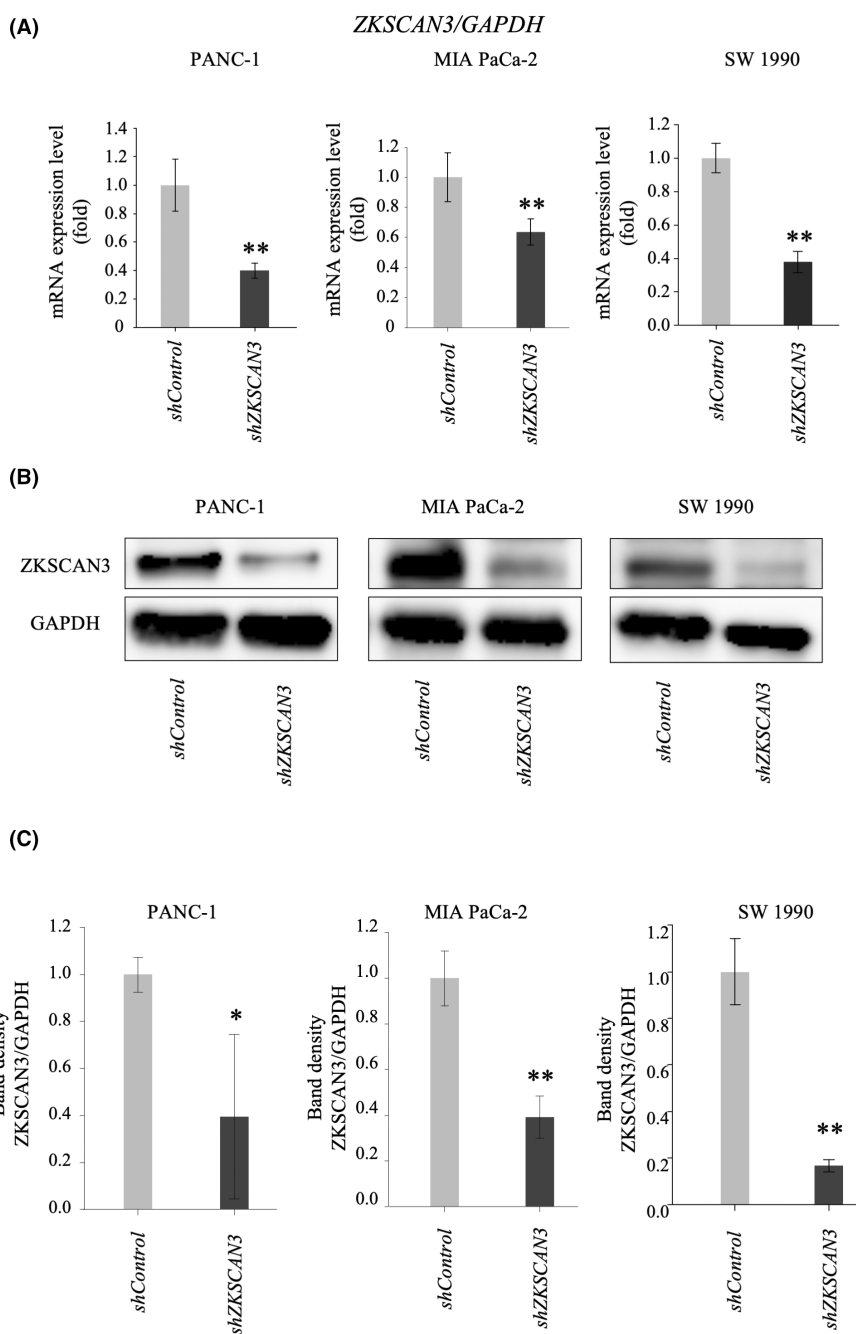 (A)
ZKSCAN3/GAPDH
PANC-1
MIA PaCa-2
SW 1990
mRNA expression level
(fold)
1.4
1.2
1.0
0.8
0.6
0.4
0.2
0
shControl
shZKSCAN3
**
mRNA expression level
(fold)
1.2
1.0
0.8
0.6
0.4
0.2
0
shControl
shZKSCAN3
**
mRNA expression level
(fold)
1.2
1.0
0.8
0.6
0.4
0.2
0.0
shControl
shZKSCAN3
**
(B)
PANC-1
MIA PaCa-2
SW 1990
ZKSCAN3
GAPDH
shControl
shZKSCAN3
shControl
shZKSCAN3
shControl
shZKSCAN3
(C)
PANC-1
Band density
ZKSCAN3/GAPDH
1.2
1.0
0.8
0.6
0.4
0.2
0.0
*
shControl
shZKSCAN3
MIA PaCa-2
Band density
ZKSCAN3/GAPDH
1.2
1.0
0.8
0.6
0.4
0.2
0.0
**
shControl
shZKSCAN3
SW 1990
Band density
ZKSCAN3/GAPDH
1.2
1.0
0.8
0.6
0.4
0.2
0.0
**
shControl
shZKSCAN3